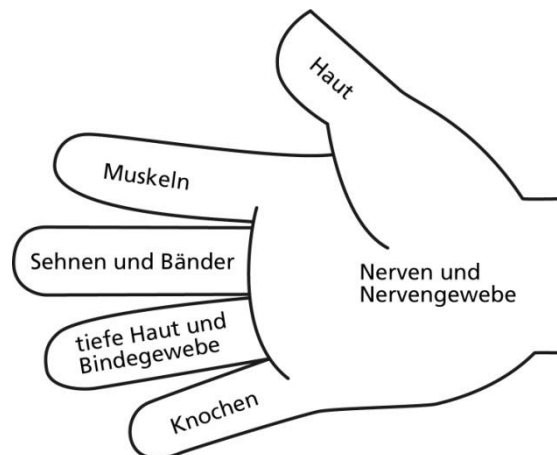 Haut
Muskeln
Sehnen und Bänder
tiefe Haut und
Bindegewebe
Knochen
Nerven und
Nervengewebe